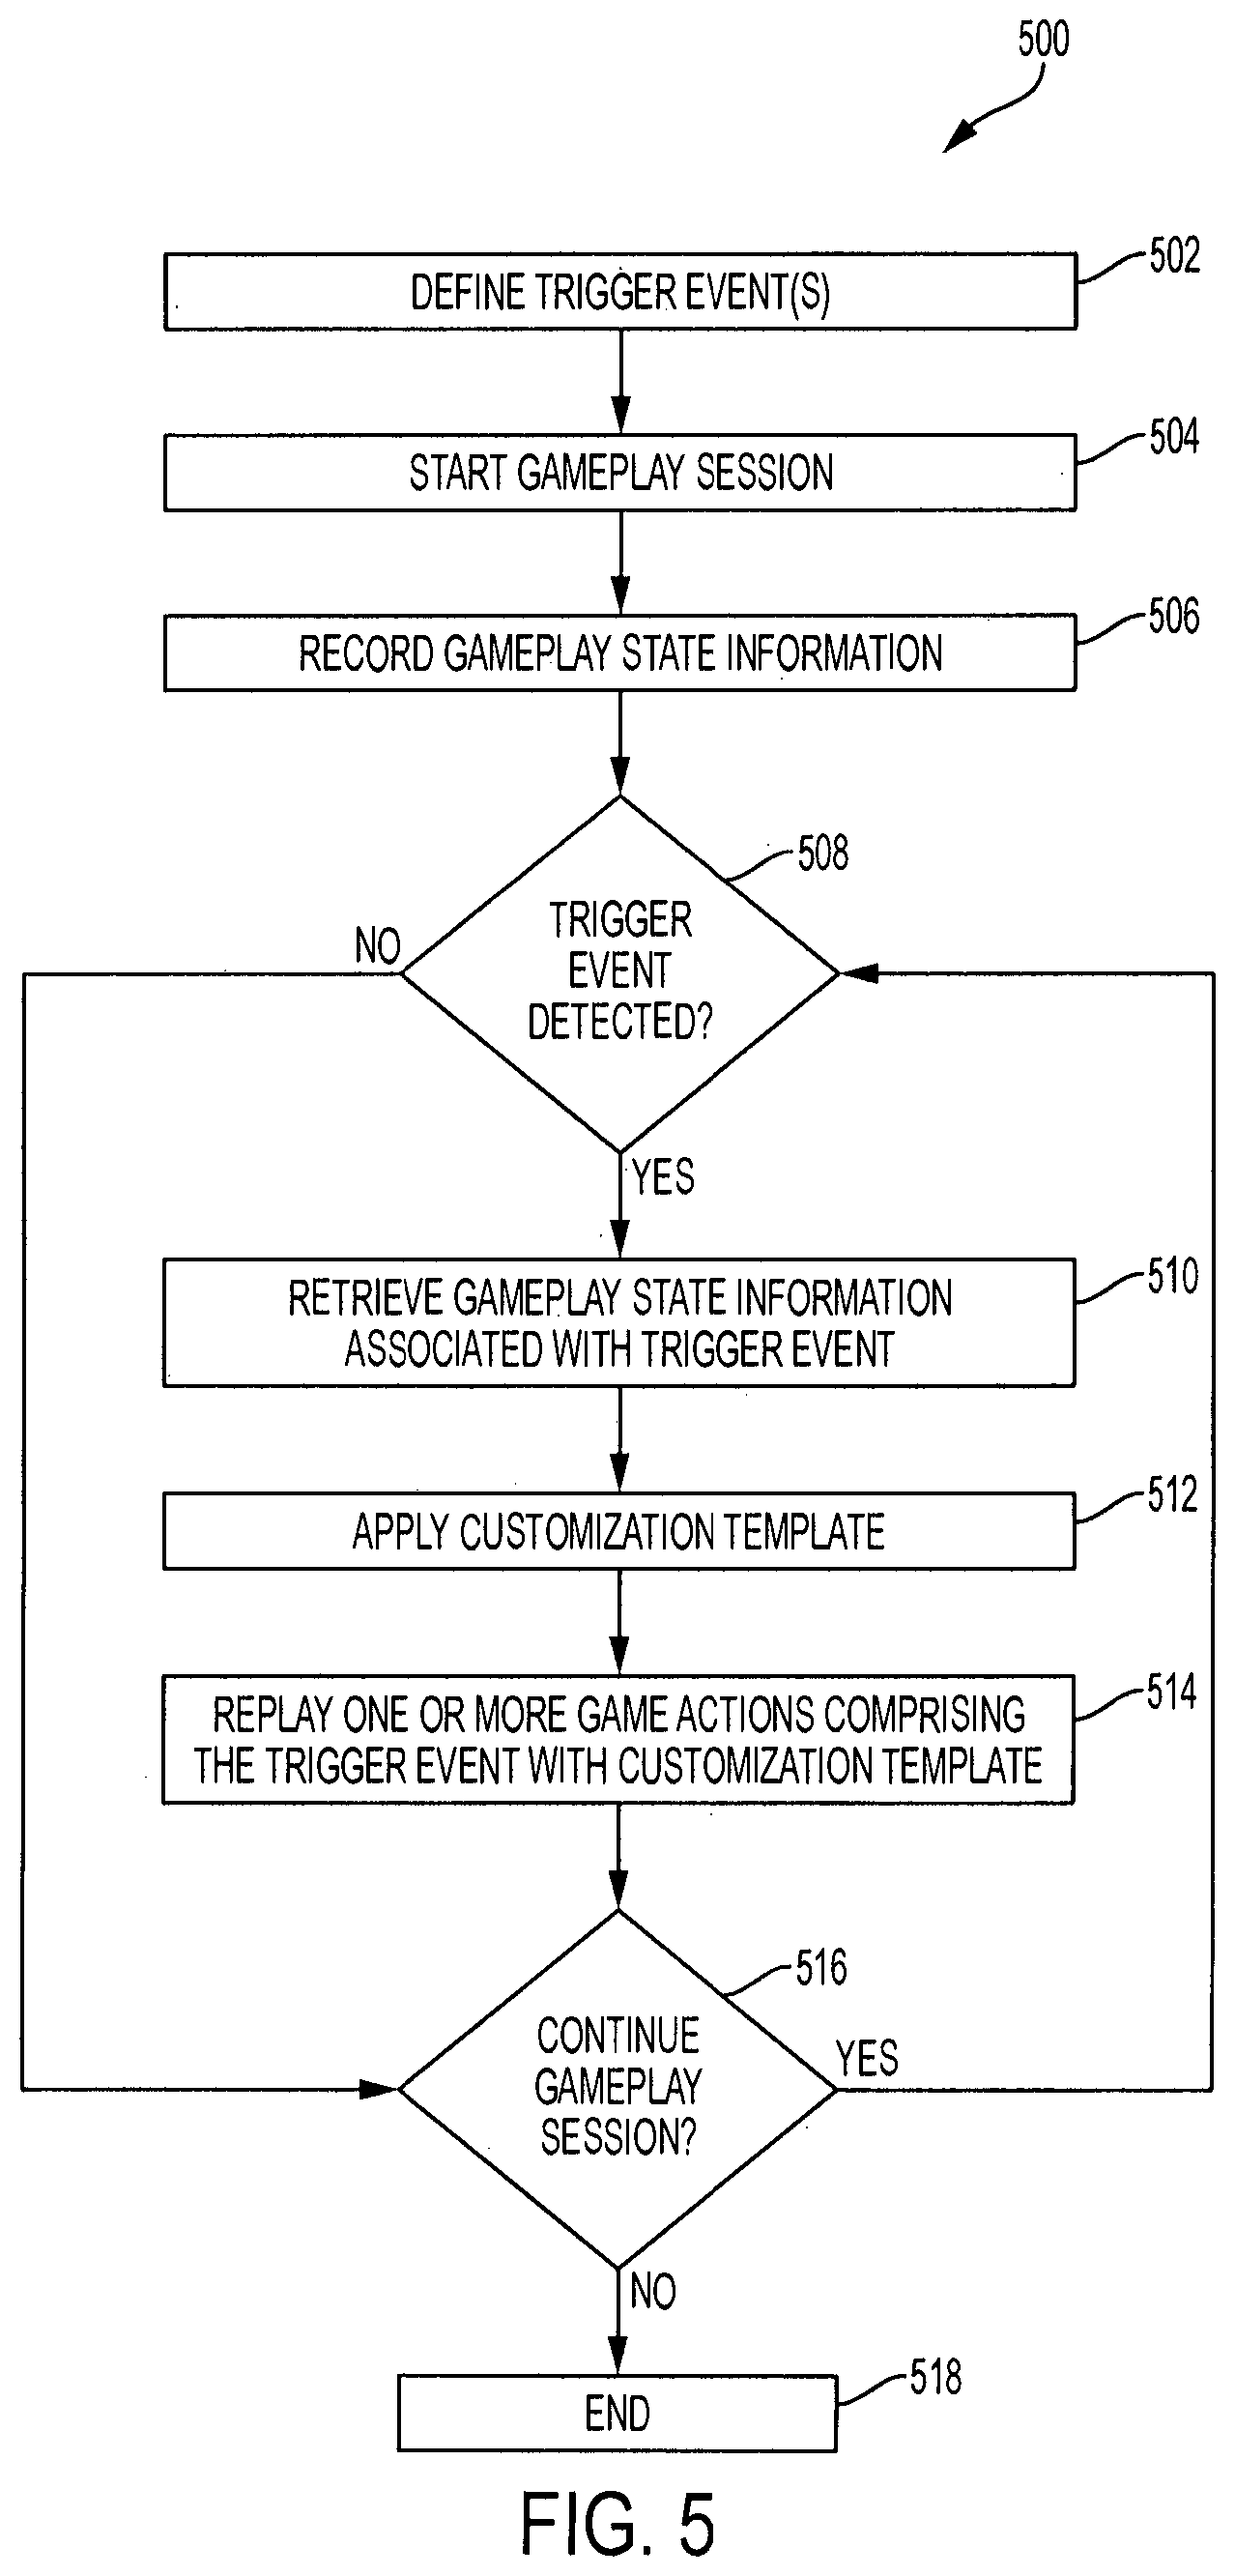 500
502
DEFINE TRIGGER EVENT(S)
504
START GAMEPLAY SESSION
506
RECORD GAMEPLAY STATE INFORMATION
508
TRIGGER
EVENT
DETECTED?
NO
YES
510
RETRIEVE GAMEPLAY STATE INFORMATION
ASSOCIATED WITH TRIGGER EVENT
512
APPLY CUSTOMIZATION TEMPLATE
514
REPLAY ONE OR MORE GAME ACTIONS COMPRISING
THE TRIGGER EVENT WITH CUSTOMIZATION TEMPLATE
516
CONTINUE
GAMEPLAY
SESSION?
YES
NO
518
END
FIG. 5